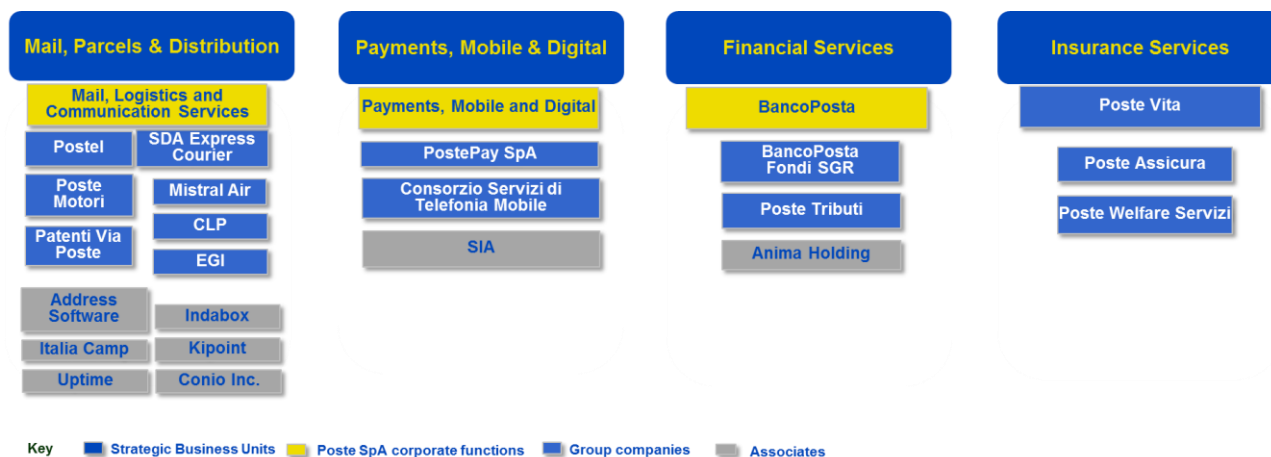 Mail, Parcels & Distribution
Payments, Mobile & Digital
Financial Services
Insurance Services
Mail, Logistics and
Communication Services
Postel
SDA Express
Courier
Poste
Motori
Mistral Air
CLP
Patenti Via
Poste
EGI
Address
Software
Indabox
Italia Camp
Kipoint
Uptime
Conio Inc.
Payments, Mobile and Digital
PostePay SpA
Consorzio Servizi di
Telefonia Mobile
SIA
BancoPosta
BancoPosta
Fondi SGR
Poste Tributi
Anima Holding
Poste Vita
Poste Assicura
Poste Welfare Servizi
Key
Strategic Business Units
Poste SpA corporate functions
Group companies
Associates